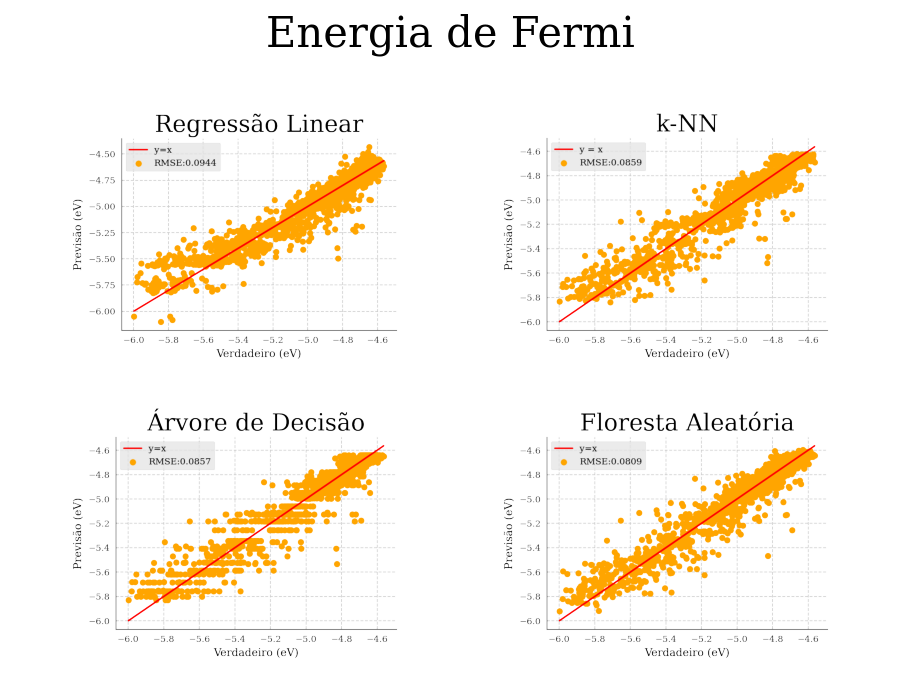 Energia de Fermi
Regressão Linear
y=x
RMSE:0.0944
−4.50
−4.75
−5.00
−5.25
−5.50
−5.75
−6.00
Previsão (eV)
−6.0 −5.8 −5.6 −5.4 −5.2 −5.0 −4.8 −4.6
Verdadeiro (eV)
k-NN
y = x
RMSE:0.0859
−4.6
−4.8
−5.0
−5.2
−5.4
−5.6
−5.8
−6.0
Previsão (eV)
−6.0 −5.8 −5.6 −5.4 −5.2 −5.0 −4.8 −4.6
Verdadeiro (eV)
Árvore de Decisão
y=x
RMSE:0.0857
−4.6
−4.8
−5.0
−5.2
−5.4
−5.6
−5.8
−6.0
Previsão (eV)
−6.0 −5.8 −5.6 −5.4 −5.2 −5.0 −4.8 −4.6
Verdadeiro (eV)
Floresta Aleatória
y=x
RMSE:0.0809
−4.6
−4.8
−5.0
−5.2
−5.4
−5.6
−5.8
−6.0
Previsão (eV)
−6.0 −5.8 −5.6 −5.4 −5.2 −5.0 −4.8 −4.6
Verdadeiro (eV)